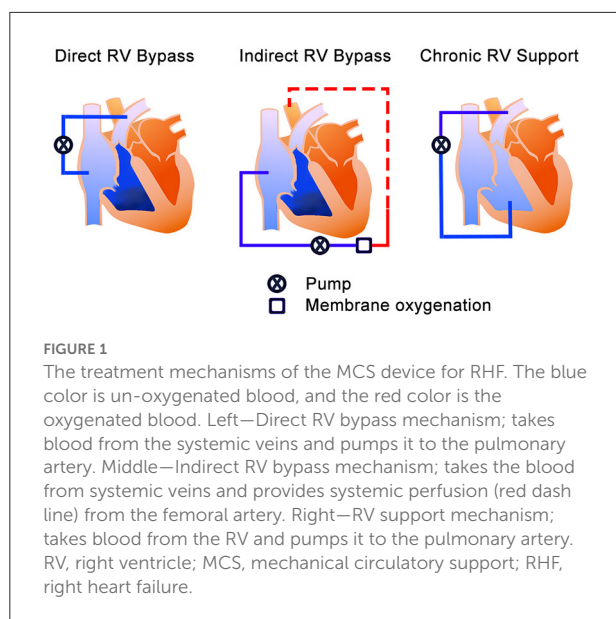 Direct RV Bypass
Indirect RV Bypass
Chronic RV Support
Pump
Membrane oxygenation
FIGURE 1
The treatment mechanisms of the MCS device for RHF. The blue
color is un-oxygenated blood, and the red color is the
oxygenated blood. Left—Direct RV bypass mechanism; takes
blood from the systemic veins and pumps it to the pulmonary
artery. Middle—Indirect RV bypass mechanism; takes the blood
from systemic veins and provides systemic perfusion (red dash
line) from the femoral artery. Right—RV support mechanism;
takes blood from the RV and pumps it to the pulmonary artery.
RV, right ventricle; MCS, mechanical circulatory support; RHF,
right heart failure.